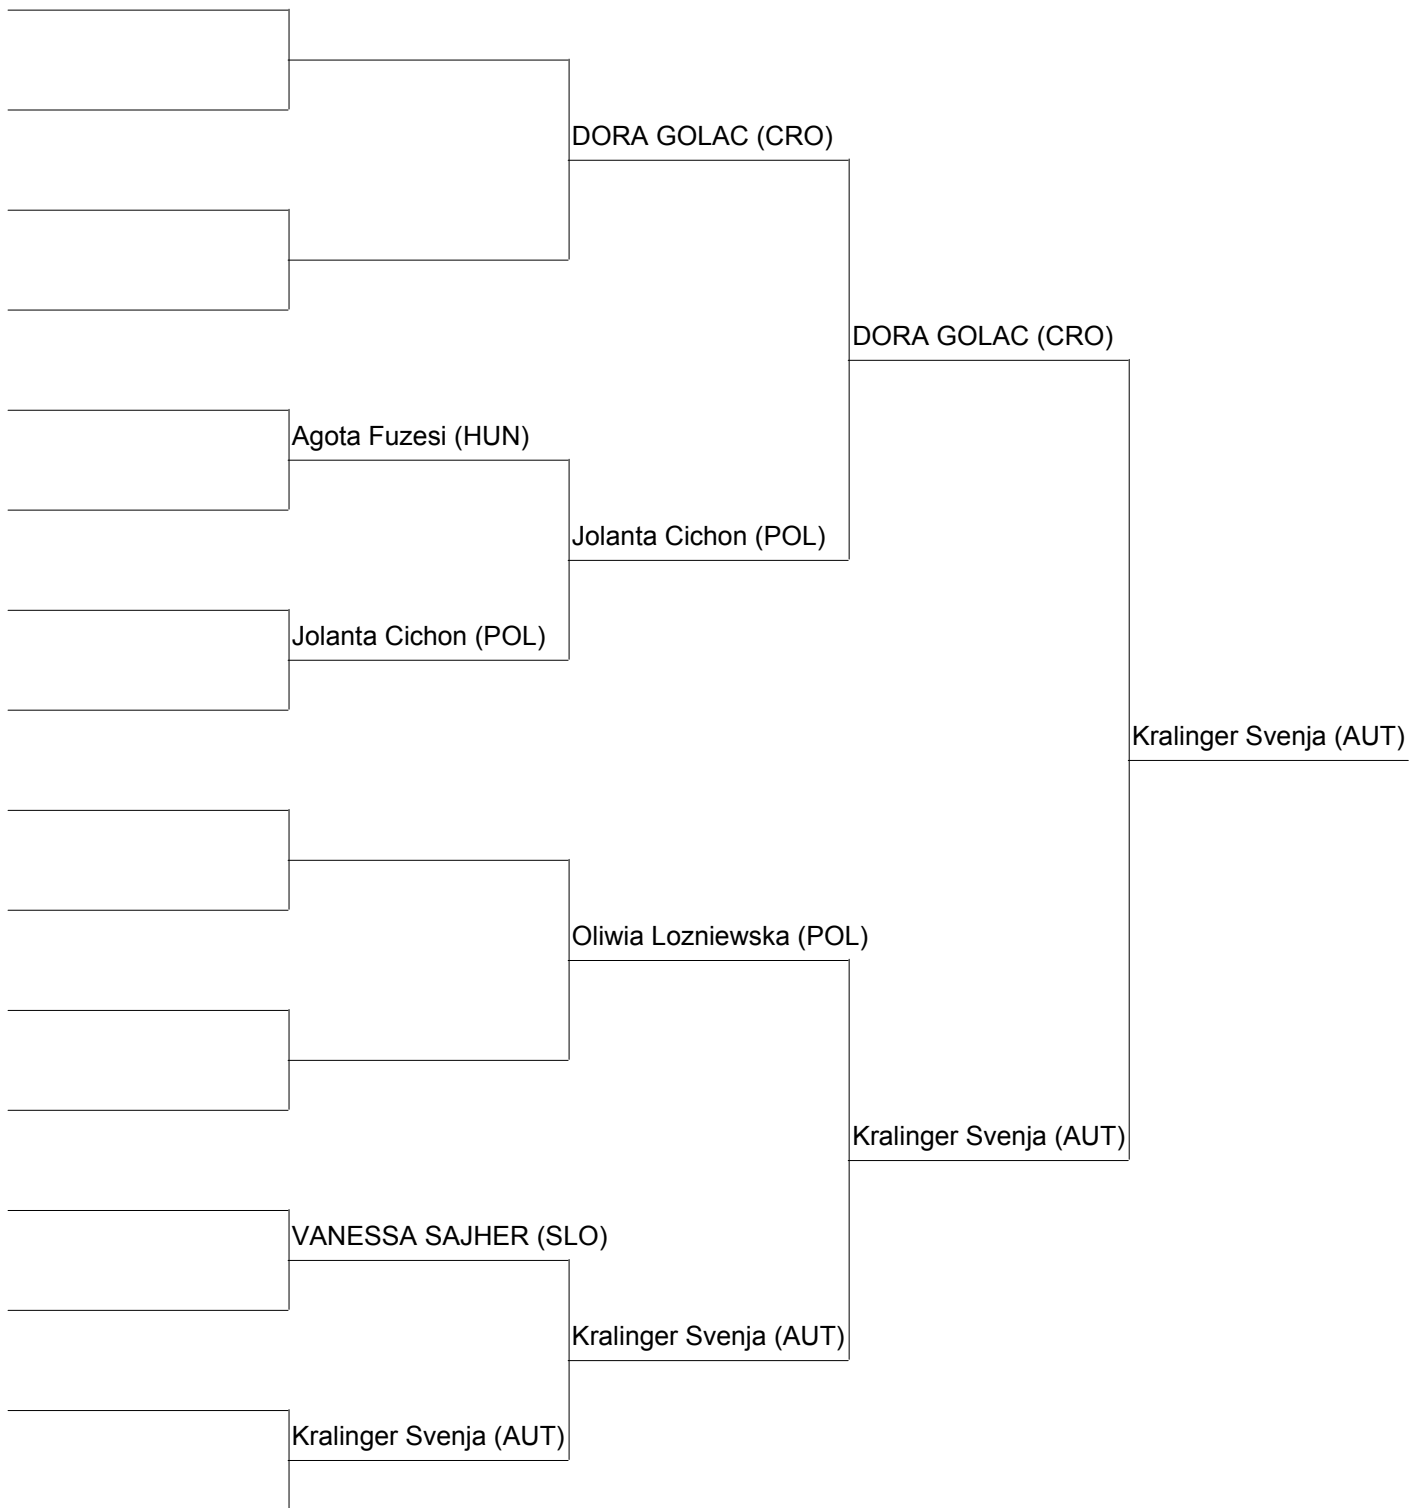 DORA GOLAC (CRO)
DORA GOLAC (CRO)
Agota Fuzesi (HUN)
Jolanta Cichon (POL)
Jolanta Cichon (POL)
Kralinger Svenja (AUT)
Oliwia Lozniewska (POL)
Kralinger Svenja (AUT)
VANESSA SAJHER (SLO)
Kralinger Svenja (AUT)
Kralinger Svenja (AUT)